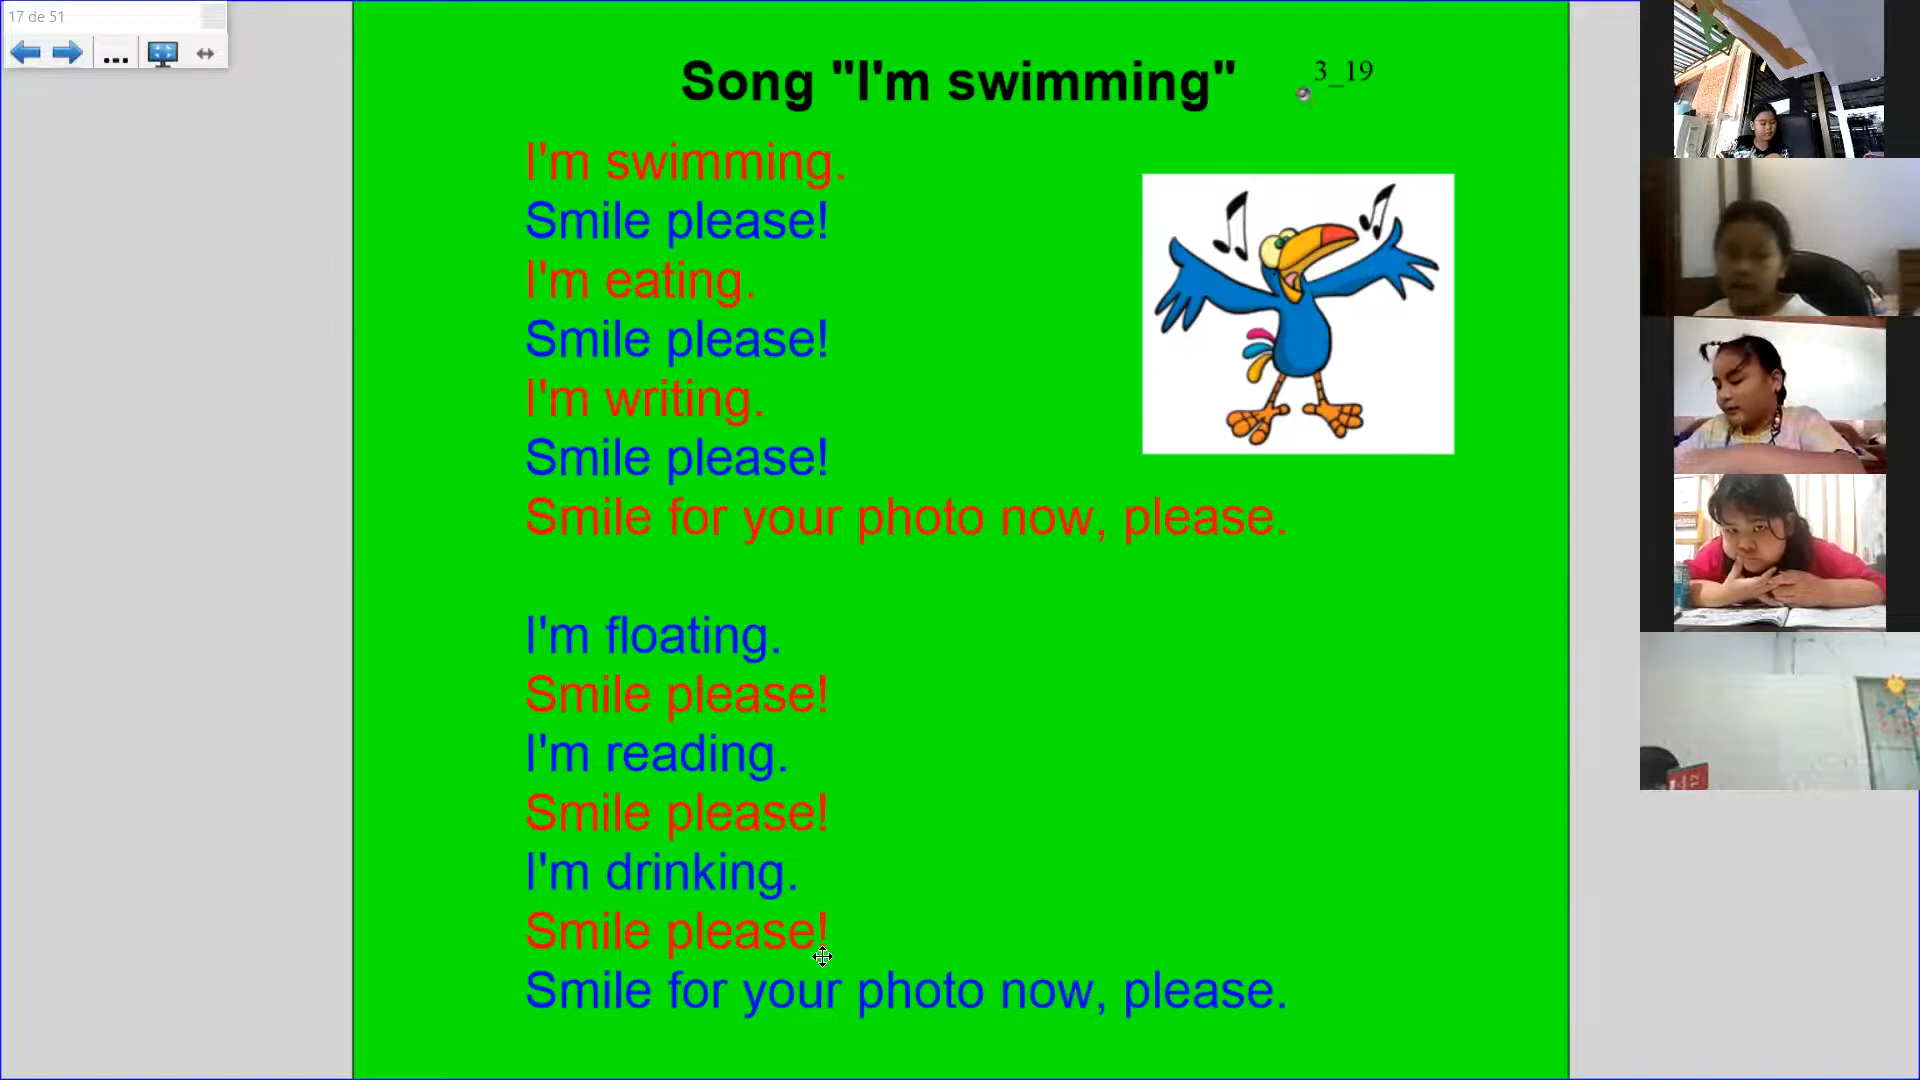 17 de 51
Song "I'm swimming"
3_19
I'm swimming.
Smile please!
I'm eating.
Smile please!
I'm writing.
Smile please!
Smile for your photo now, please.
I'm floating.
Smile please!
I'm reading.
Smile please!
I'm drinking.
Smile please!
Smile for your photo now, please.
12